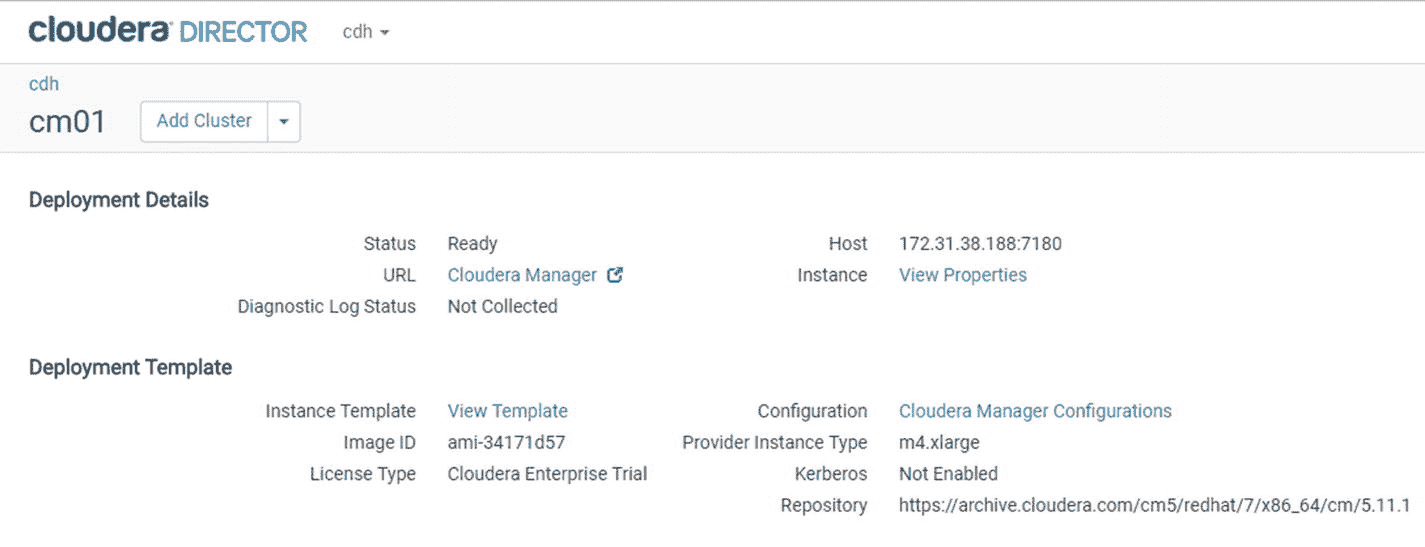 cloudera DIRECTOR cdh
cdh
cm01 Add Cluster
Deployment Details
Status Ready Host 172.31.38.188:7180
URL Cloudera Manager Instance View Properties
Diagnostic Log Status Not Collected
Deployment Template
Instance Template View Template Configuration Cloudera Manager Configurations
Image ID ami-34171d57 Provider Instance Type m4.xlarge
License Type Cloudera Enterprise Trial Kerberos Not Enabled
Repository https://archive.cloudera.com/cm5/redhat/7/x86_64/cm/5.11.1